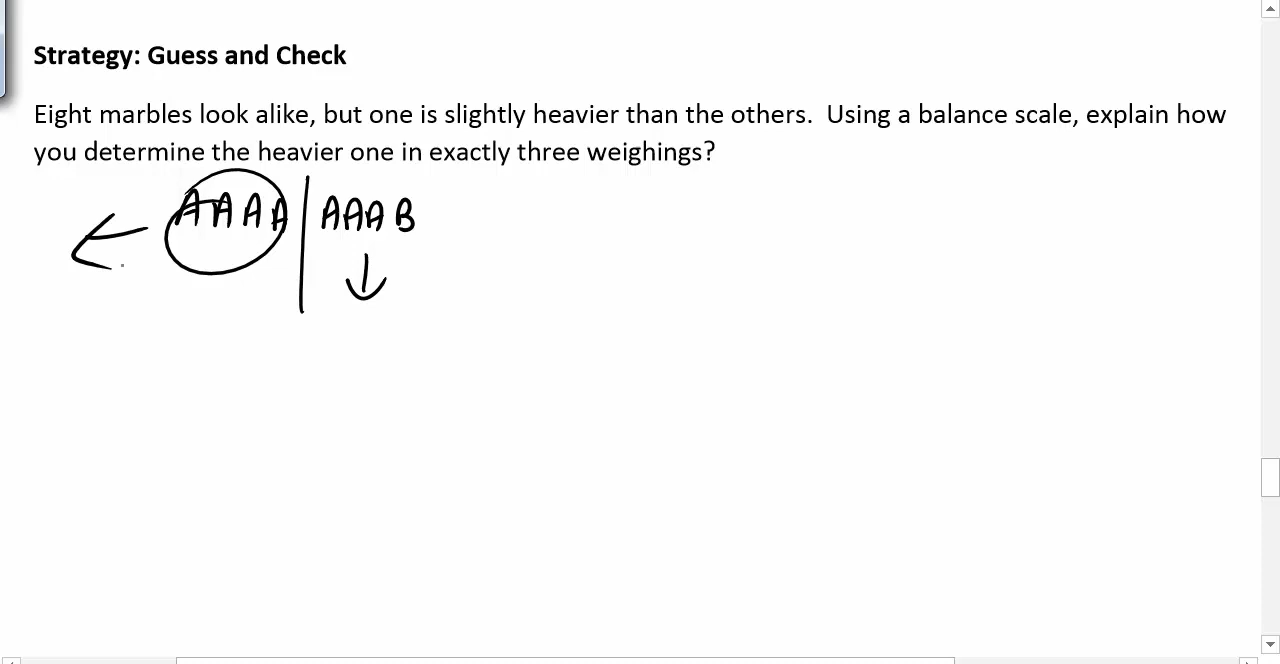 Strategy: Guess and Check
Eight marbles look alike, but one is slightly heavier than the others. Using a balance scale, explain how
you determine the heavier one in exactly three weighings?
AAAA | AAAB